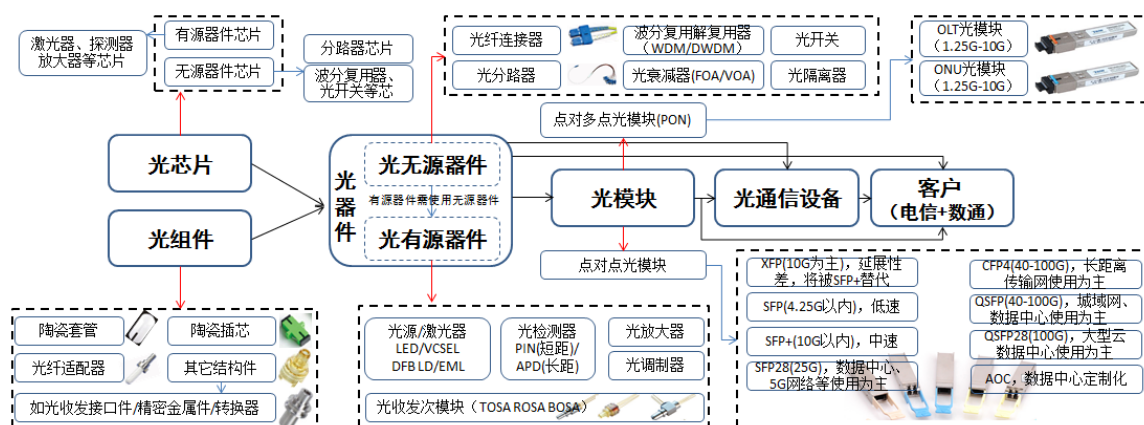 激光器、探测器
放大器等芯片
有源器件芯片
无源器件芯片
分路器芯片
波分复用器、
光开关等芯
光纤连接器
波分复用解复用器
（WDM/DWDM）
光开关
光分路器
光衰减器(FOA/VOA)
光隔离器
OLT光模块
（1.25G-10G）
ONU光模块
（1.25G-10G）
点对多点光模块(PON)
光芯片
光组件
光器件
光无源器件
有源器件需使用无源器件
光有源器件
光模块
光通信设备
客户
（电信+数通）
点对点光模块
陶瓷套管
陶瓷插芯
光纤适配器
其它结构件
如光收发接口件/精密金属件/转换器
光源/激光器
LED/VCSEL
DFB LD/EML
光检测器
PIN(短距)/
APD(长距)
光放大器
光调制器
光收发次模块（TOSA ROSA BOSA）
XFP(10G为主)，延展性
差，将被SFP+替代
SFP(4.25G以内)，低速
SFP+(10G以内)，中速
SFP28(25G)，数据中心、
5G网络等使用为主
CFP4(40-100G)，长距离
传输网使用为主
QSFP(40-100G)，城域网、
数据中心使用为主
QSFP28(100G)，大型云
数据中心使用为主
AOC，数据中心定制化